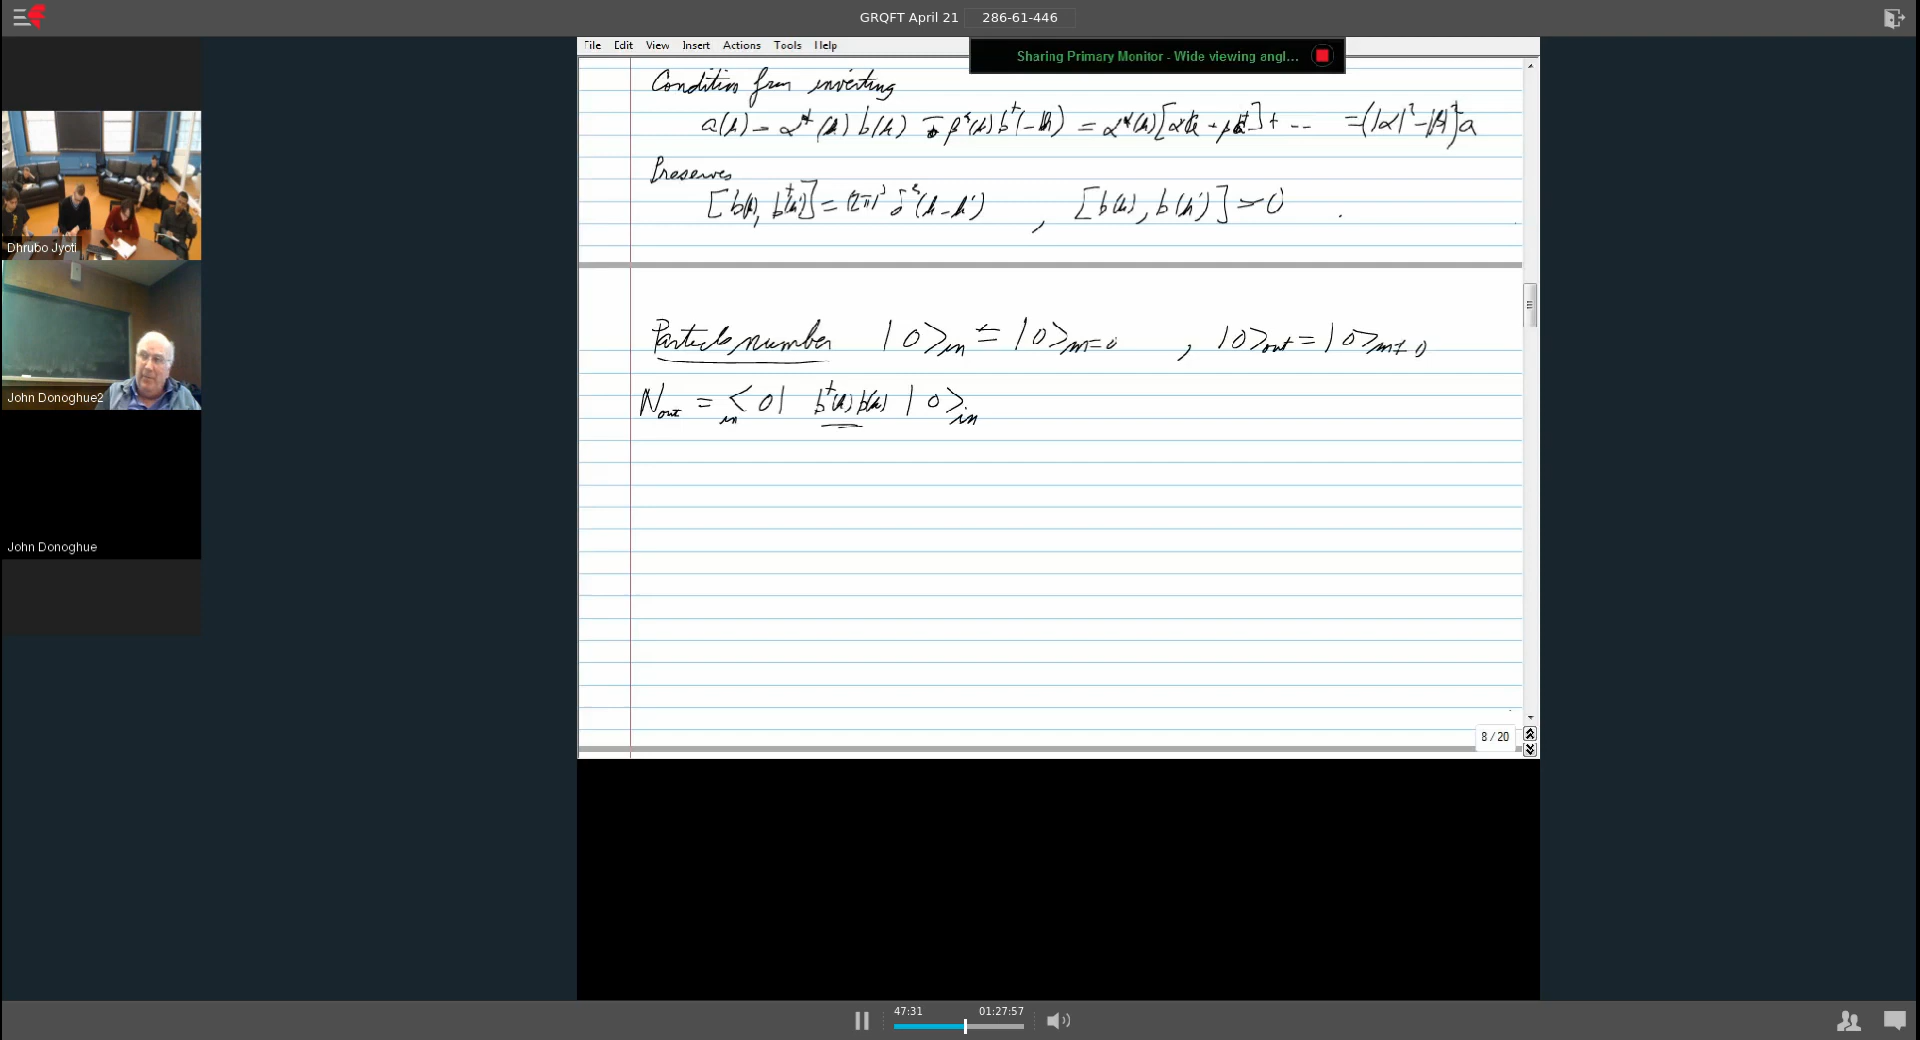 GRQFT April 21 286-61-446
File Edit View Insert Actions Tools Help
Sharing Primary Monitor - Wide viewing angl...
Condition from inverting
a(k) = α*(k) b(k) ∓ β*(k) b†(-k) = α*(k)[αa + βa†] + -- = (|α|² - |β|²) a
Preserves
[b(k), b†(k')] = (2π)³ δ³(k-k') , [b(k), b(k')] = 0
Particle number |0>in = |0>m=0 , |0>out = |0>m≠0
Nout = in<0| b†(k) b(k) |0>in
Dhrubo Jyoti
John Donoghue2
John Donoghue
8 / 20
47:31 01:27:57